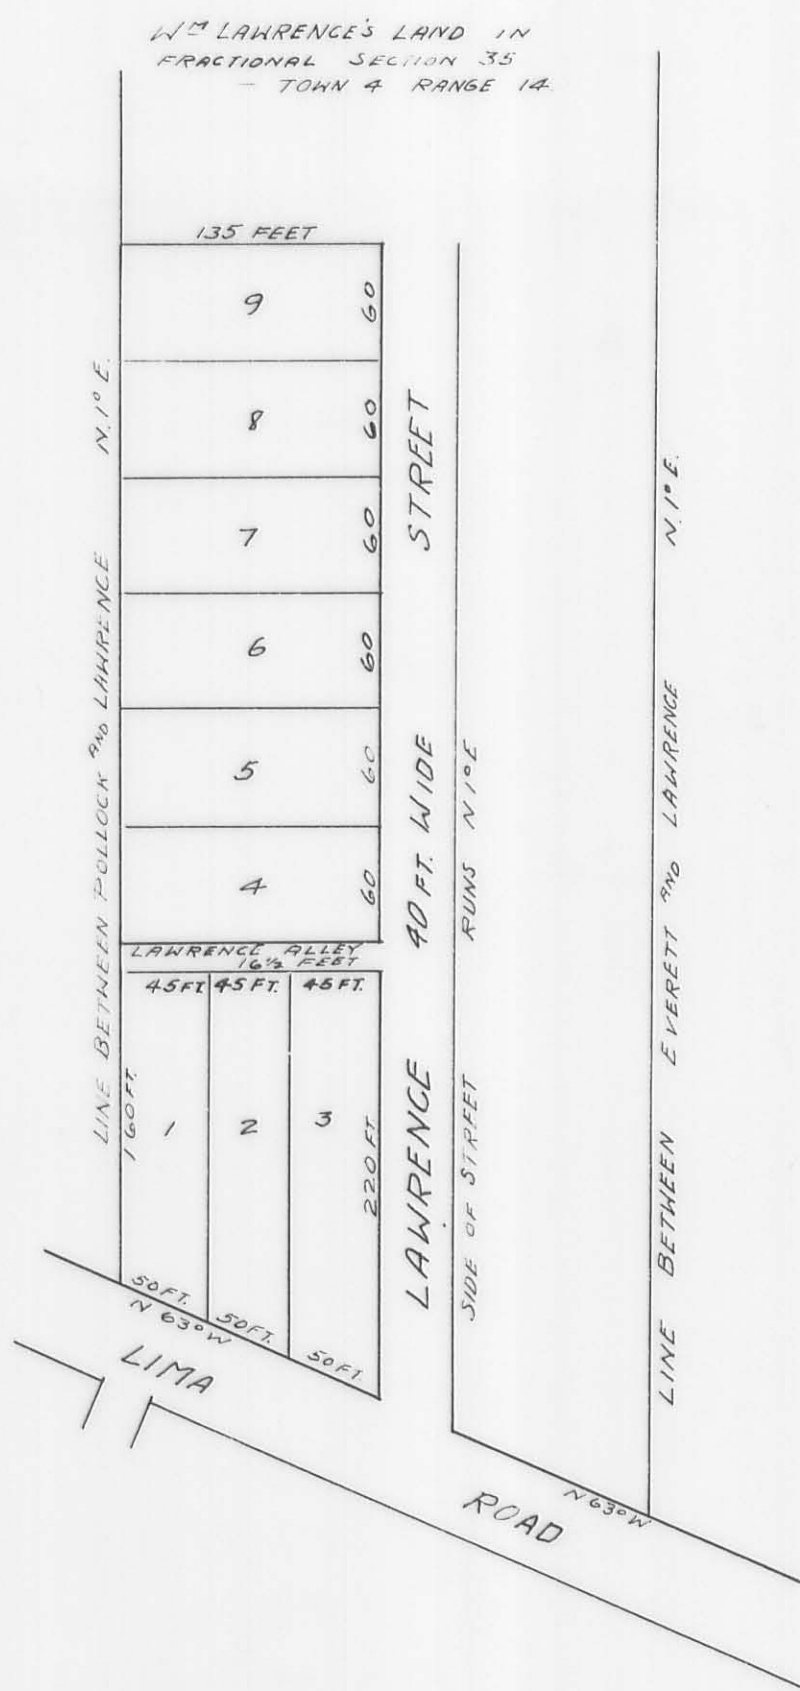 Wᴹ LAWRENCE'S LAND IN
FRACTIONAL SECTION 35
- TOWN 4 RANGE 14
135 FEET
9 60
8 60
7 60
6 60
5 60
4 60
LAWRENCE ALLEY
16½ FEET
45FT. 45 FT. 45 FT.
1 2 3
160 FT.
220 FT.
50 FT.
50 FT.
50 FT.
N 63° W
LIMA ROAD
N 63° W
LINE BETWEEN POLLOCK AND LAWRENCE N. 1° E.
LAWRENCE 40 FT. WIDE STREET
SIDE OF STREET RUNS N 1° E
LINE BETWEEN EVERETT AND LAWRENCE N. 1° E.